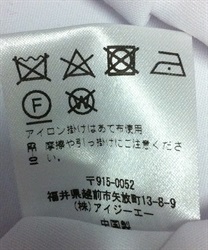 F
W
アイロン掛けはあて布使用
摩擦や引っ掛けにご注意ください。
〒915-0052
福井県越前市矢放町13-8-9
(株)アイジーエー
中国製